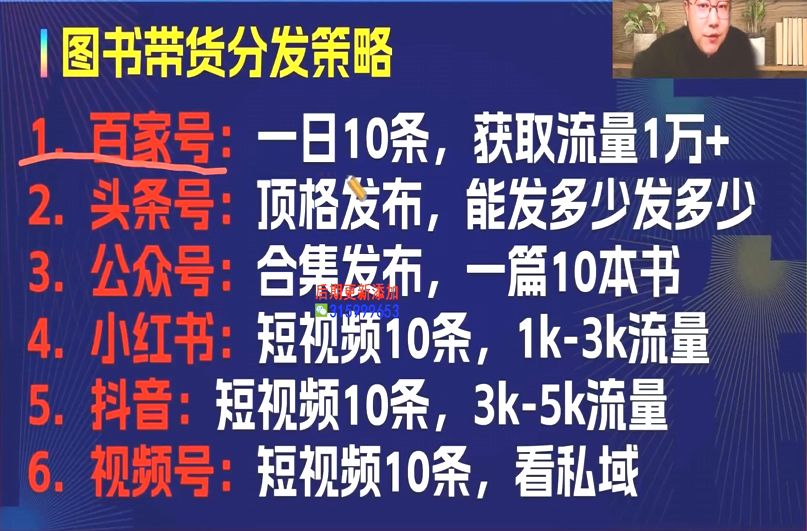 图书带货分发策略
1. 百家号：一日10条，获取流量1万+
2. 头条号：顶格发布，能发多少发多少
3. 公众号：合集发布，一篇10本书
后期更新添加
315999653
4. 小红书：短视频10条，1k-3k流量
5. 抖音：短视频10条，3k-5k流量
6. 视频号：短视频10条，看私域